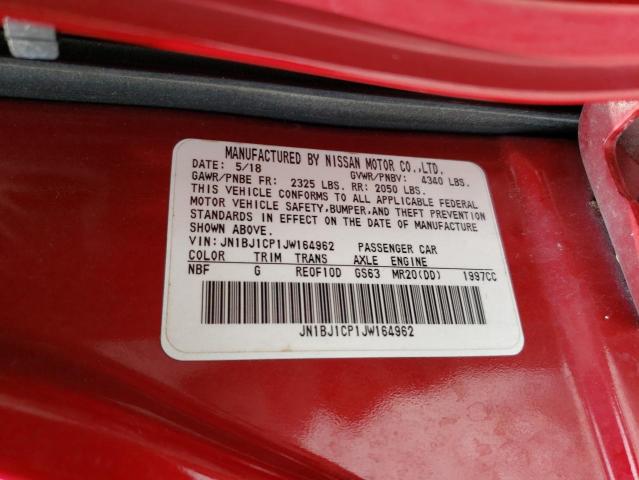 MANUFACTURED BY NISSAN MOTOR CO.,LTD.
DATE: 5/18 GVWR/PNBV: 4340 LBS.
GAWR/PNBE FR: 2325 LBS. RR: 2050 LBS.
THIS VEHICLE CONFORMS TO ALL APPLICABLE FEDERAL
MOTOR VEHICLE SAFETY,BUMPER,AND THEFT PREVENTION
STANDARDS IN EFFECT ON THE DATE OF MANUFACTURE
SHOWN ABOVE.
VIN: JN1BJ1CP1JW164962 PASSENGER CAR
COLOR TRIM TRANS AXLE ENGINE
NBF G RE0F10D GS63 MR20(DD) 1997CC
JN1BJ1CP1JW164962